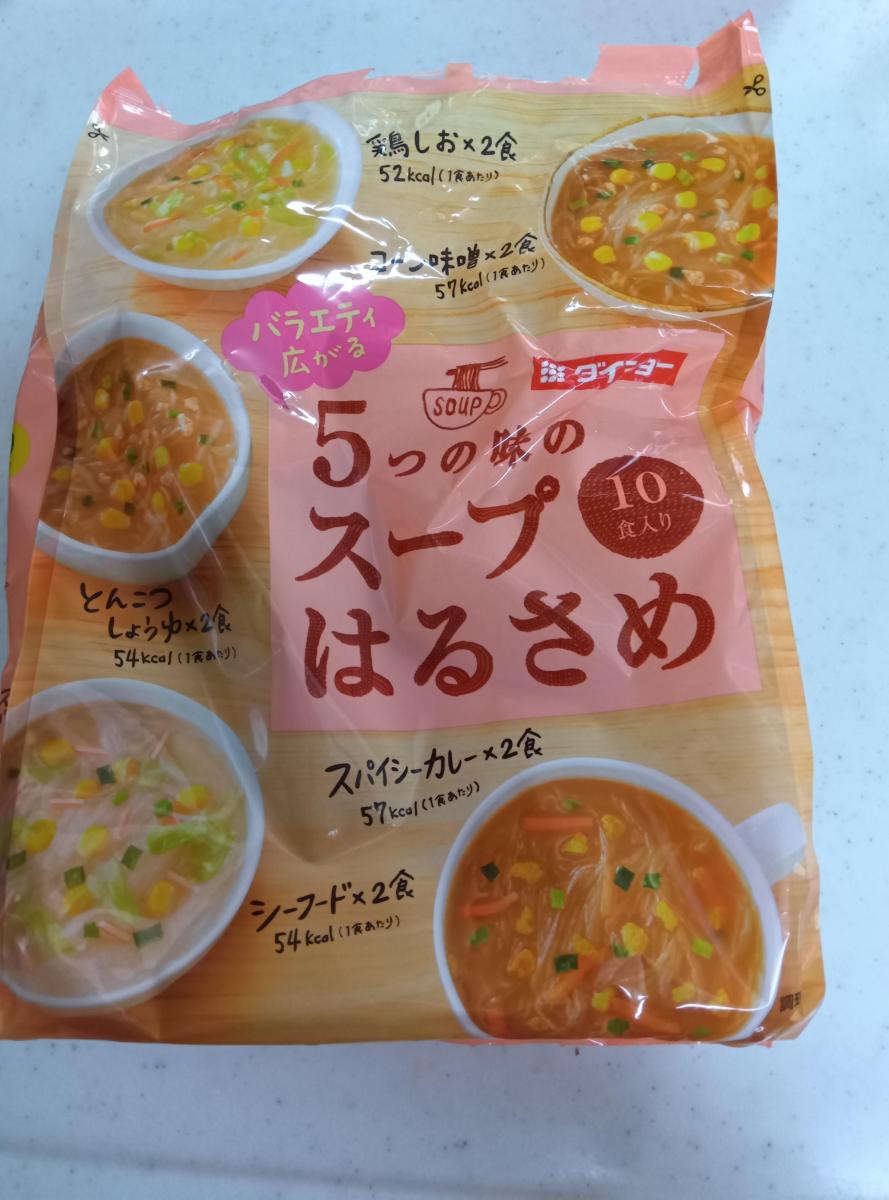 鶏しお×2食
52kcal(1食あたり)
コーン味噌×2食
57kcal(1食あたり)
バラエティ
広がる
SOUP
ダイショー
5つの味の
スープ
はるさめ
10
食入り
とんこつ
しょうゆ×2食
54kcal(1食あたり)
スパイシーカレー×2食
57kcal(1食あたり)
シーフード×2食
54kcal(1食あたり)